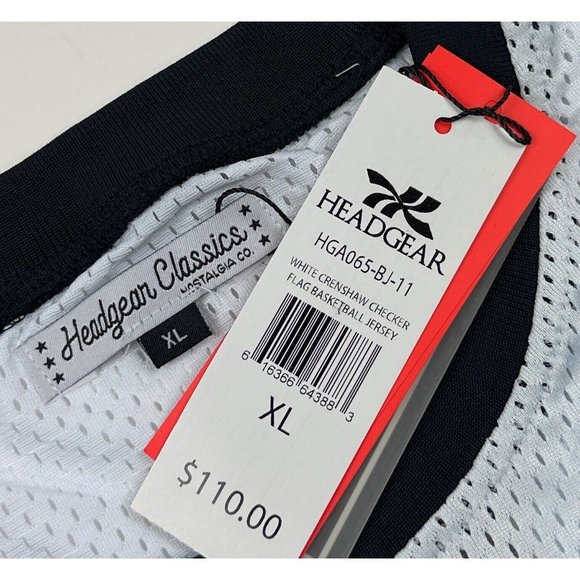 Headgear Classics
NOSTALGIA CO.
XL
HEADGEAR
HGA065-BJ-11
WHITE CRENSHAW CHECKER
FLAG BASKETBALL JERSEY
6 16366 64388 3
XL
$110.00